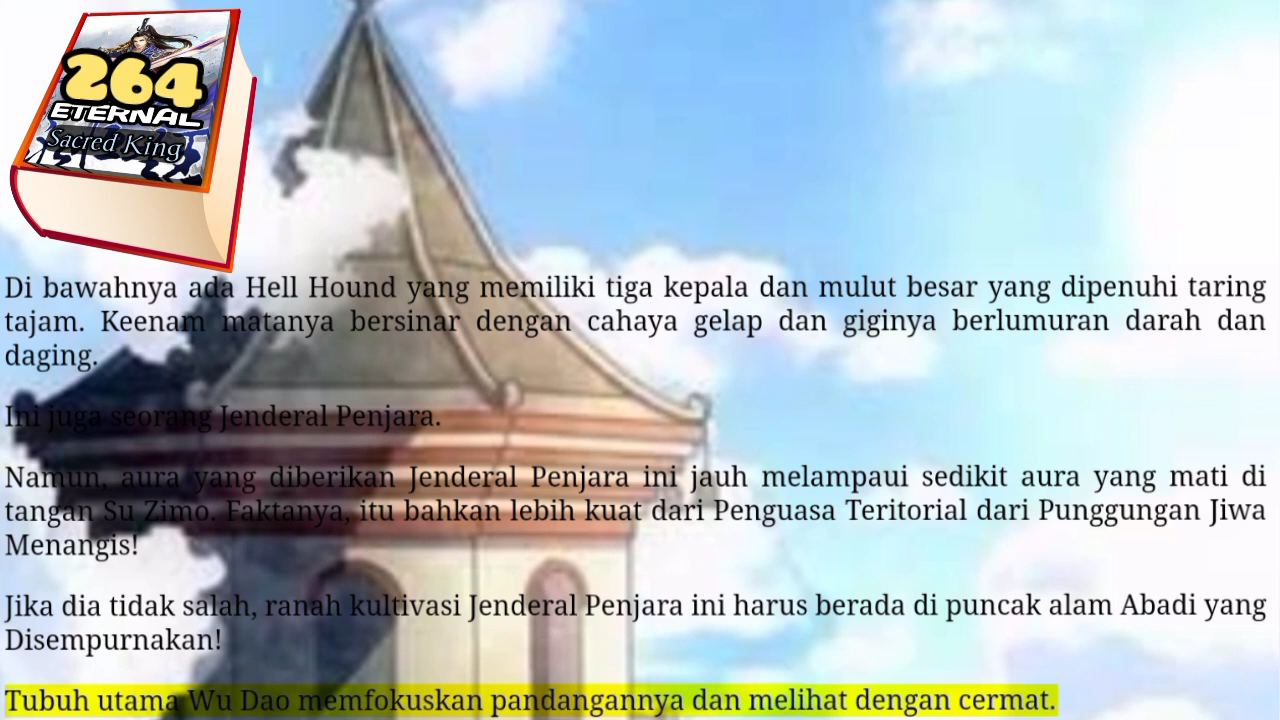 264
ETERNAL
Sacred King
Di bawahnya ada Hell Hound yang memiliki tiga kepala dan mulut besar yang dipenuhi taring
tajam. Keenam matanya bersinar dengan cahaya gelap dan giginya berlumuran darah dan
daging.
Ini juga seorang Jenderal Penjara.
Namun, aura yang diberikan Jenderal Penjara ini jauh melampaui sedikit aura yang mati di
tangan Su Zimo. Faktanya, itu bahkan lebih kuat dari Penguasa Teritorial dari Punggungan Jiwa
Menangis!
Jika dia tidak salah, ranah kultivasi Jenderal Penjara ini harus berada di puncak alam Abadi yang
Disempurnakan!
Tubuh utama Wu Dao memfokuskan pandangannya dan melihat dengan cermat.